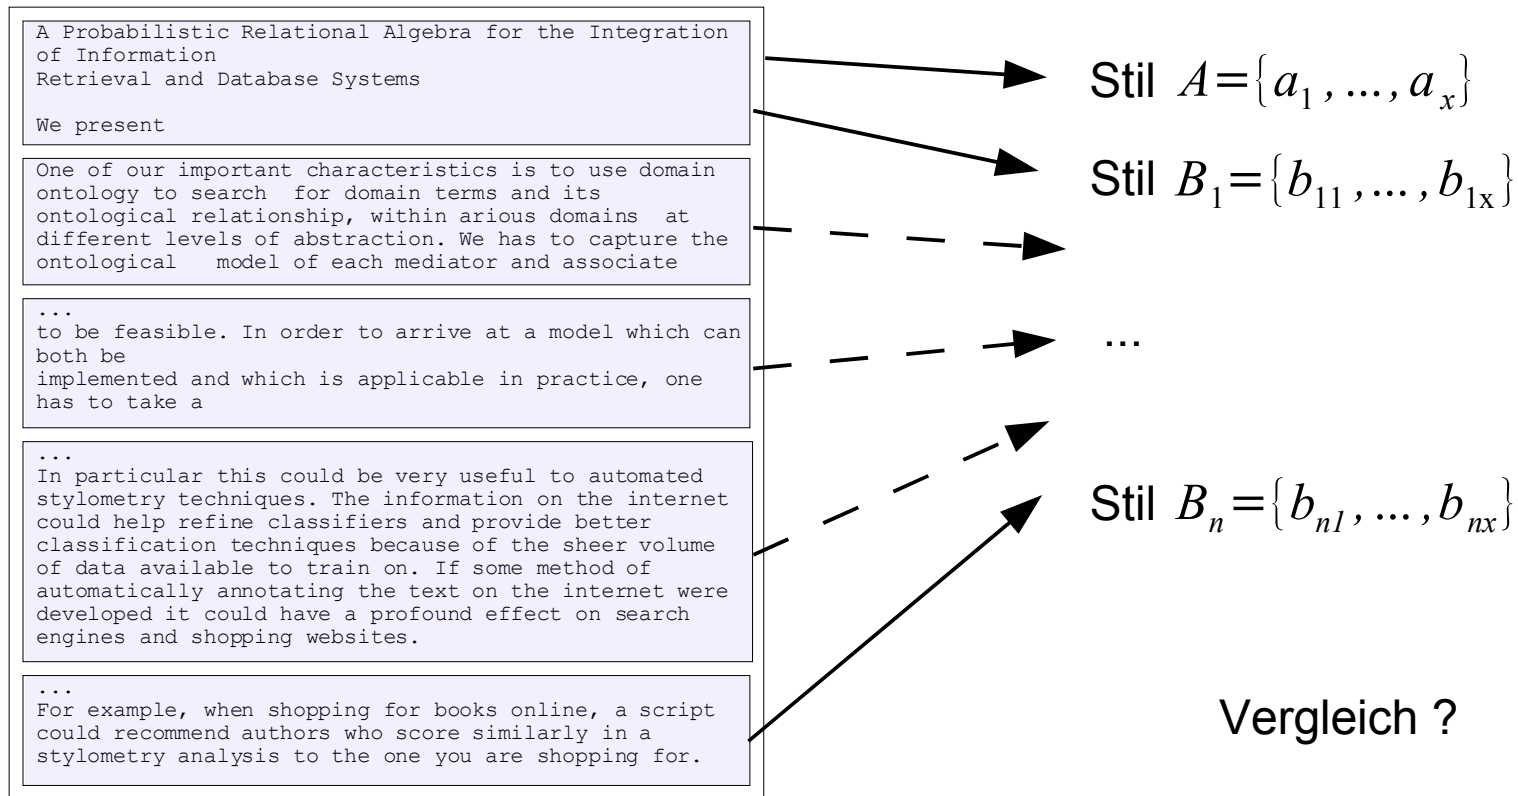 A Probabilistic Relational Algebra for the Integration
of Information
Retrieval and Database Systems
We present
One of our important characteristics is to use domain
ontology to search for domain terms and its
ontological relationship, within arious domains at
different levels of abstraction. We has to capture the
ontological model of each mediator and associate
...
to be feasible. In order to arrive at a model which can
both be
implemented and which is applicable in practice, one
has to take a
...
In particular this could be very useful to automated
stylometry techniques. The information on the internet
could help refine classifiers and provide better
classification techniques because of the sheer volume
of data available to train on. If some method of
automatically annotating the text on the internet were
developed it could have a profound effect on search
engines and shopping websites.
...
For example, when shopping for books online, a script
could recommend authors who score similarly in a
stylometry analysis to the one you are shopping for.
Stil A={a₁,...,aₓ}
Stil B₁={b₁₁,...,b₁ₓ}
...
Stil Bₙ={bₙₗ,...,bₙₓ}
Vergleich ?